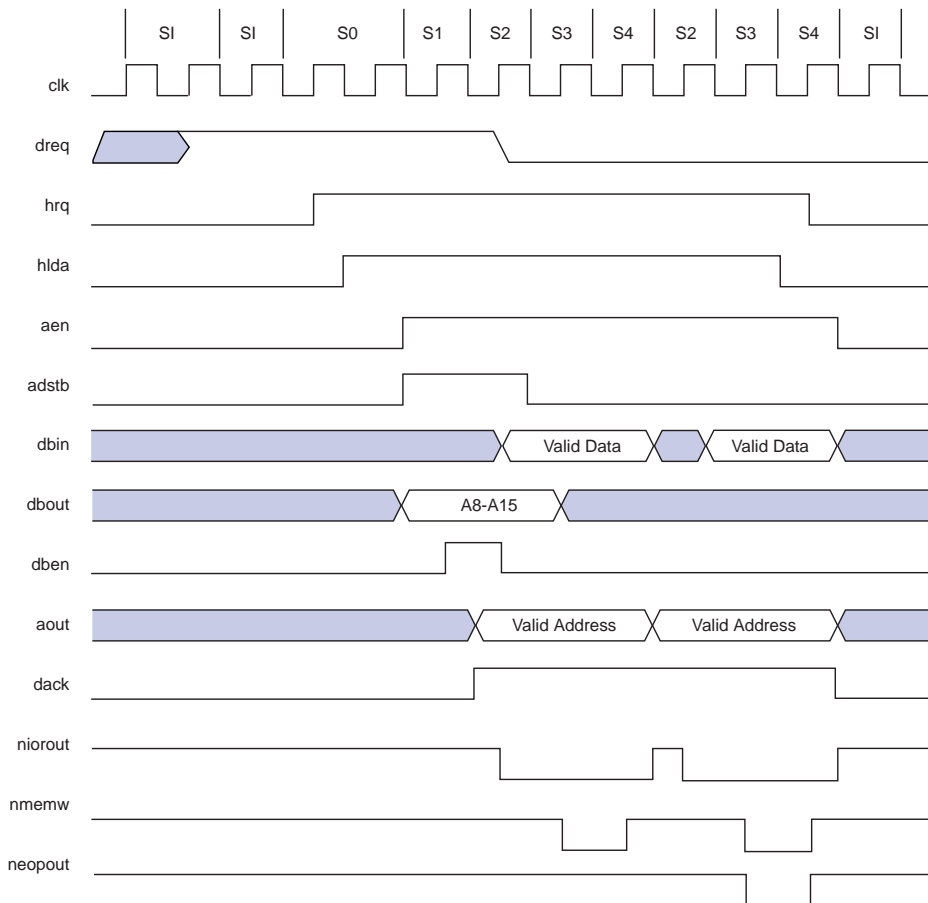 SI SI S0 S1 S2 S3 S4 S2 S3 S4 SI
clk
dreq
hrq
hlda
aen
adstb
dbin Valid Data Valid Data
dbout A8-A15
dben
aout Valid Address Valid Address
dack
niorout
nmemw
neopout